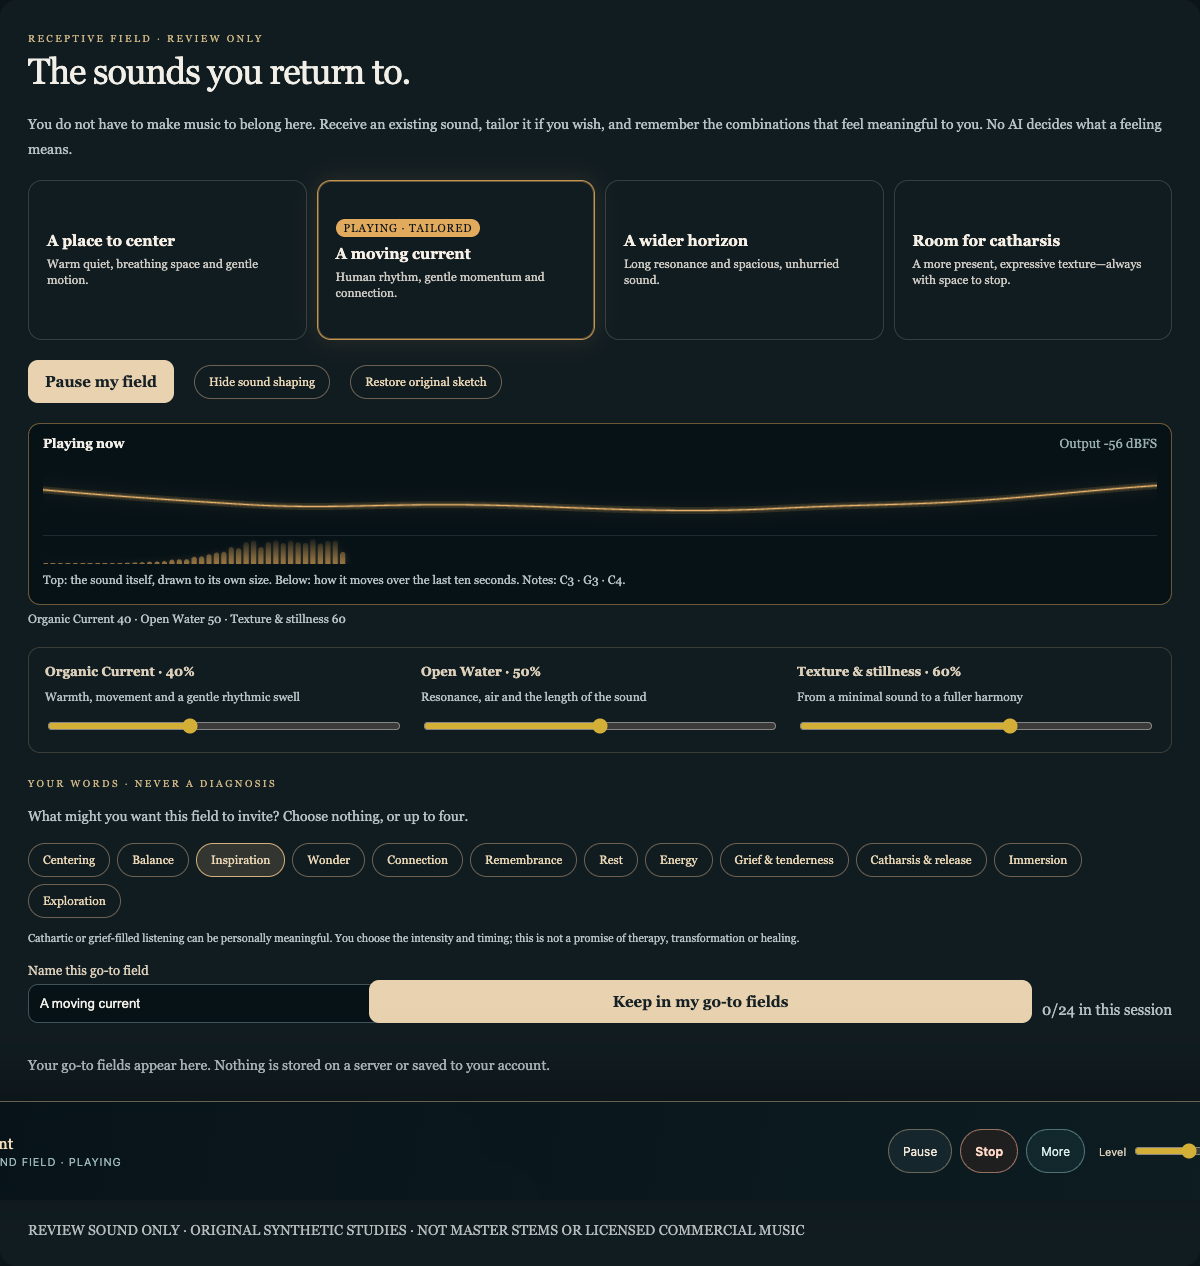 RECEPTIVE FIELD · REVIEW ONLY
The sounds you return to.
You do not have to make music to belong here. Receive an existing sound, tailor it if you wish, and remember the combinations that feel meaningful to you. No AI decides what a feeling
means.
A place to center
Warm quiet, breathing space and gentle
motion.
PLAYING · TAILORED
A moving current
Human rhythm, gentle momentum and
connection.
A wider horizon
Long resonance and spacious, unhurried
sound.
Room for catharsis
A more present, expressive texture—always
with space to stop.
Pause my field
Hide sound shaping
Restore original sketch
Playing now
Output -56 dBFS
Top: the sound itself, drawn to its own size. Below: how it moves over the last ten seconds. Notes: C3 · G3 · C4.
Organic Current 40 · Open Water 50 · Texture & stillness 60
Organic Current · 40%
Warmth, movement and a gentle rhythmic swell
Open Water · 50%
Resonance, air and the length of the sound
Texture & stillness · 60%
From a minimal sound to a fuller harmony
YOUR WORDS · NEVER A DIAGNOSIS
What might you want this field to invite? Choose nothing, or up to four.
Centering
Balance
Inspiration
Wonder
Connection
Remembrance
Rest
Energy
Grief & tenderness
Catharsis & release
Immersion
Exploration
Cathartic or grief-filled listening can be personally meaningful. You choose the intensity and timing; this is not a promise of therapy, transformation or healing.
Name this go-to field
A moving current
Keep in my go-to fields
0/24 in this session
Your go-to fields appear here. Nothing is stored on a server or saved to your account.
nt
ND FIELD · PLAYING
Pause
Stop
More
Level
REVIEW SOUND ONLY · ORIGINAL SYNTHETIC STUDIES · NOT MASTER STEMS OR LICENSED COMMERCIAL MUSIC